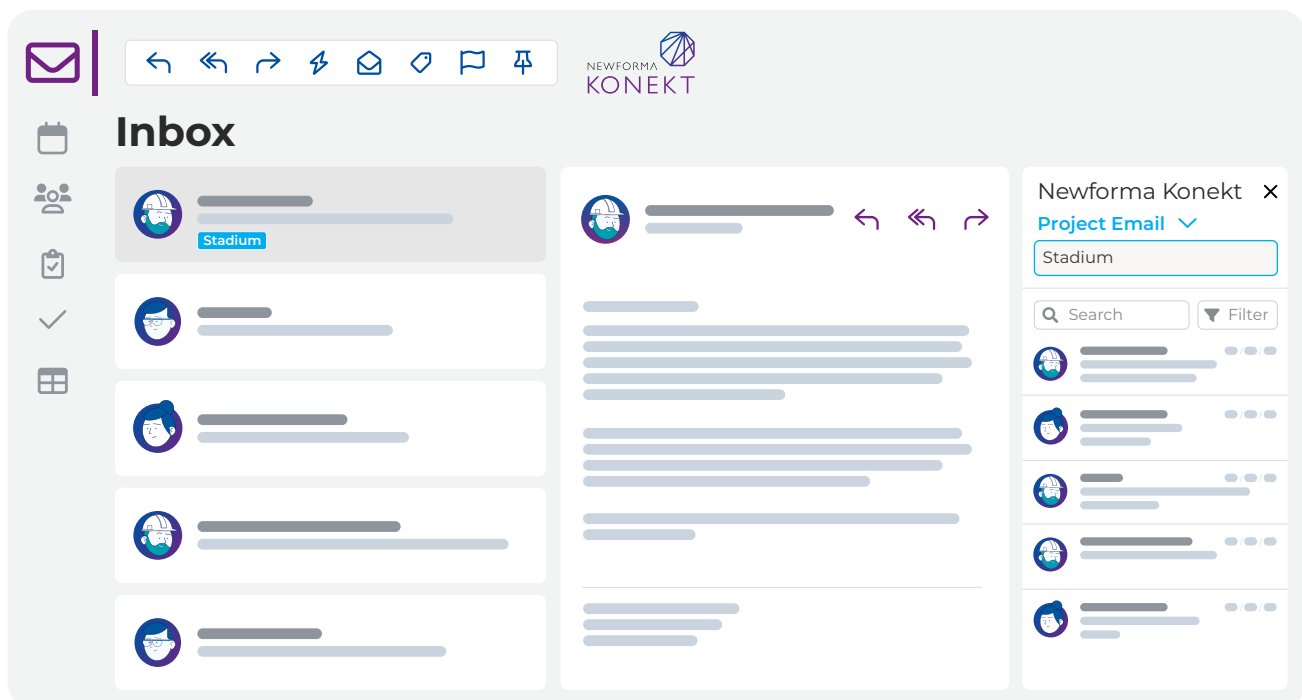 NEWFORMA
KONEKT
Inbox
Stadium
Newforma Konekt
Project Email
Stadium
Search
Filter